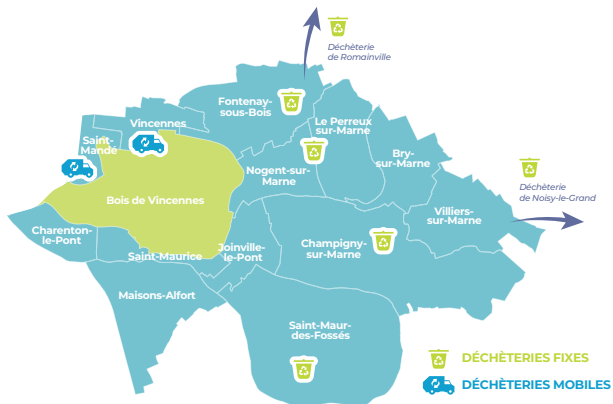 Déchèterie
de Romainville
Fontenay-
sous-Bois
Vincennes
Le Perreux
sur-Marne
Saint-
Mandé
Bry-
sur-Marne
Nogent-sur-
Marne
Déchèterie
de Noisy-le-Grand
Bois de Vincennes
Villiers-
sur-Marne
Charenton-
le-Pont
Joinville-
le-Pont
Champigny-
sur-Marne
Saint-Maurice
Maisons-Alfort
Saint-Maur-
des-Fossés
DÉCHÈTERIES FIXES
DÉCHÈTERIES MOBILES